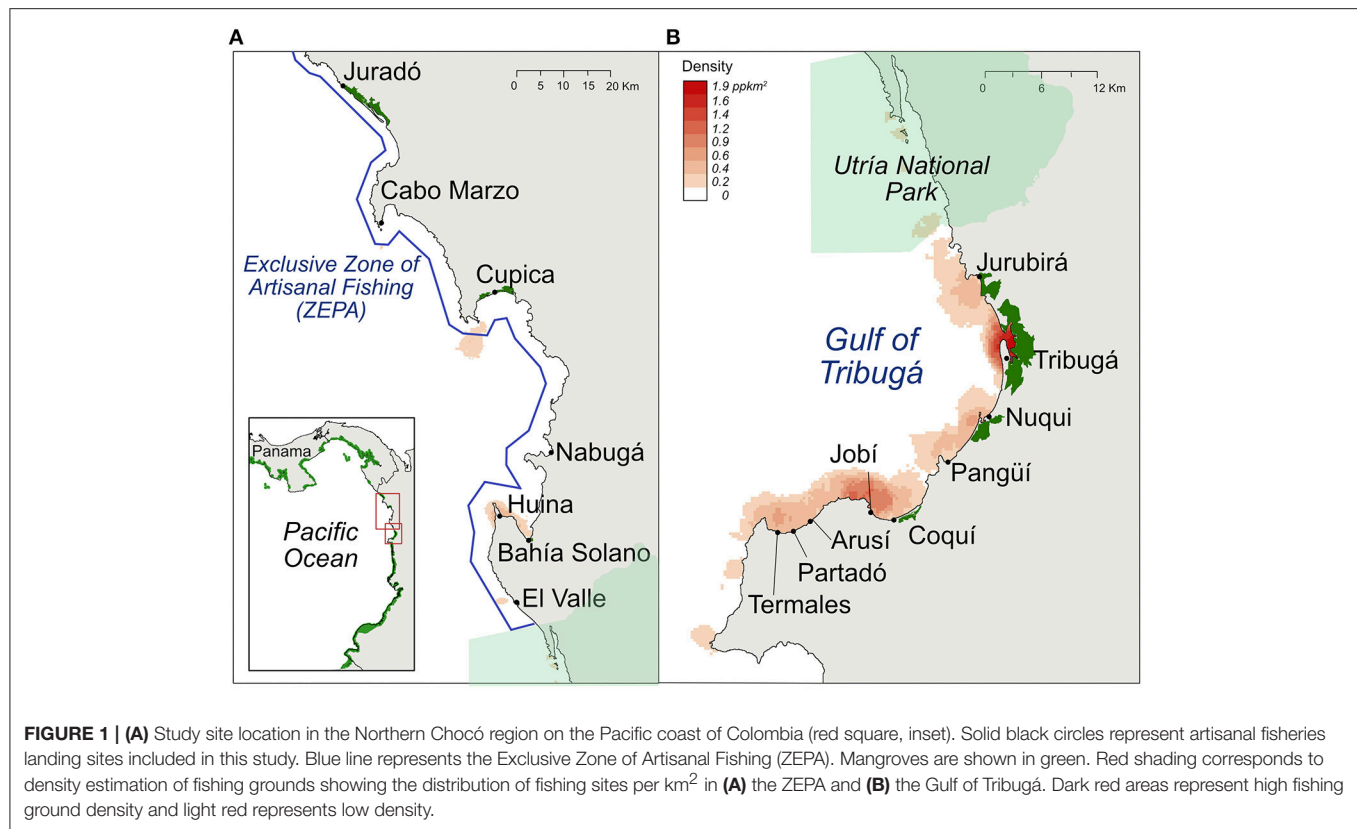 A
Juradó
0 5 10 20 Km
Cabo Marzo
Exclusive Zone of
Artisanal Fishing
(ZEPA)
Cupica
Nabugá
Huina
Bahía Solano
El Valle
Panama
Pacific
Ocean
B
Density
1.9 ppkm²
1.6
1.4
1.2
0.9
0.6
0.4
0.2
0
0 6 12 Km
Utría National
Park
Jurubirá
Gulf of
Tribugá
Tribugá
Nuqui
Jobí
Pangüí
Coquí
Arusí
Partadó
Termales
FIGURE 1 | (A) Study site location in the Northern Chocó region on the Pacific coast of Colombia (red square, inset). Solid black circles represent artisanal fisheries
landing sites included in this study. Blue line represents the Exclusive Zone of Artisanal Fishing (ZEPA). Mangroves are shown in green. Red shading corresponds to
density estimation of fishing grounds showing the distribution of fishing sites per km² in (A) the ZEPA and (B) the Gulf of Tribugá. Dark red areas represent high fishing
ground density and light red represents low density.